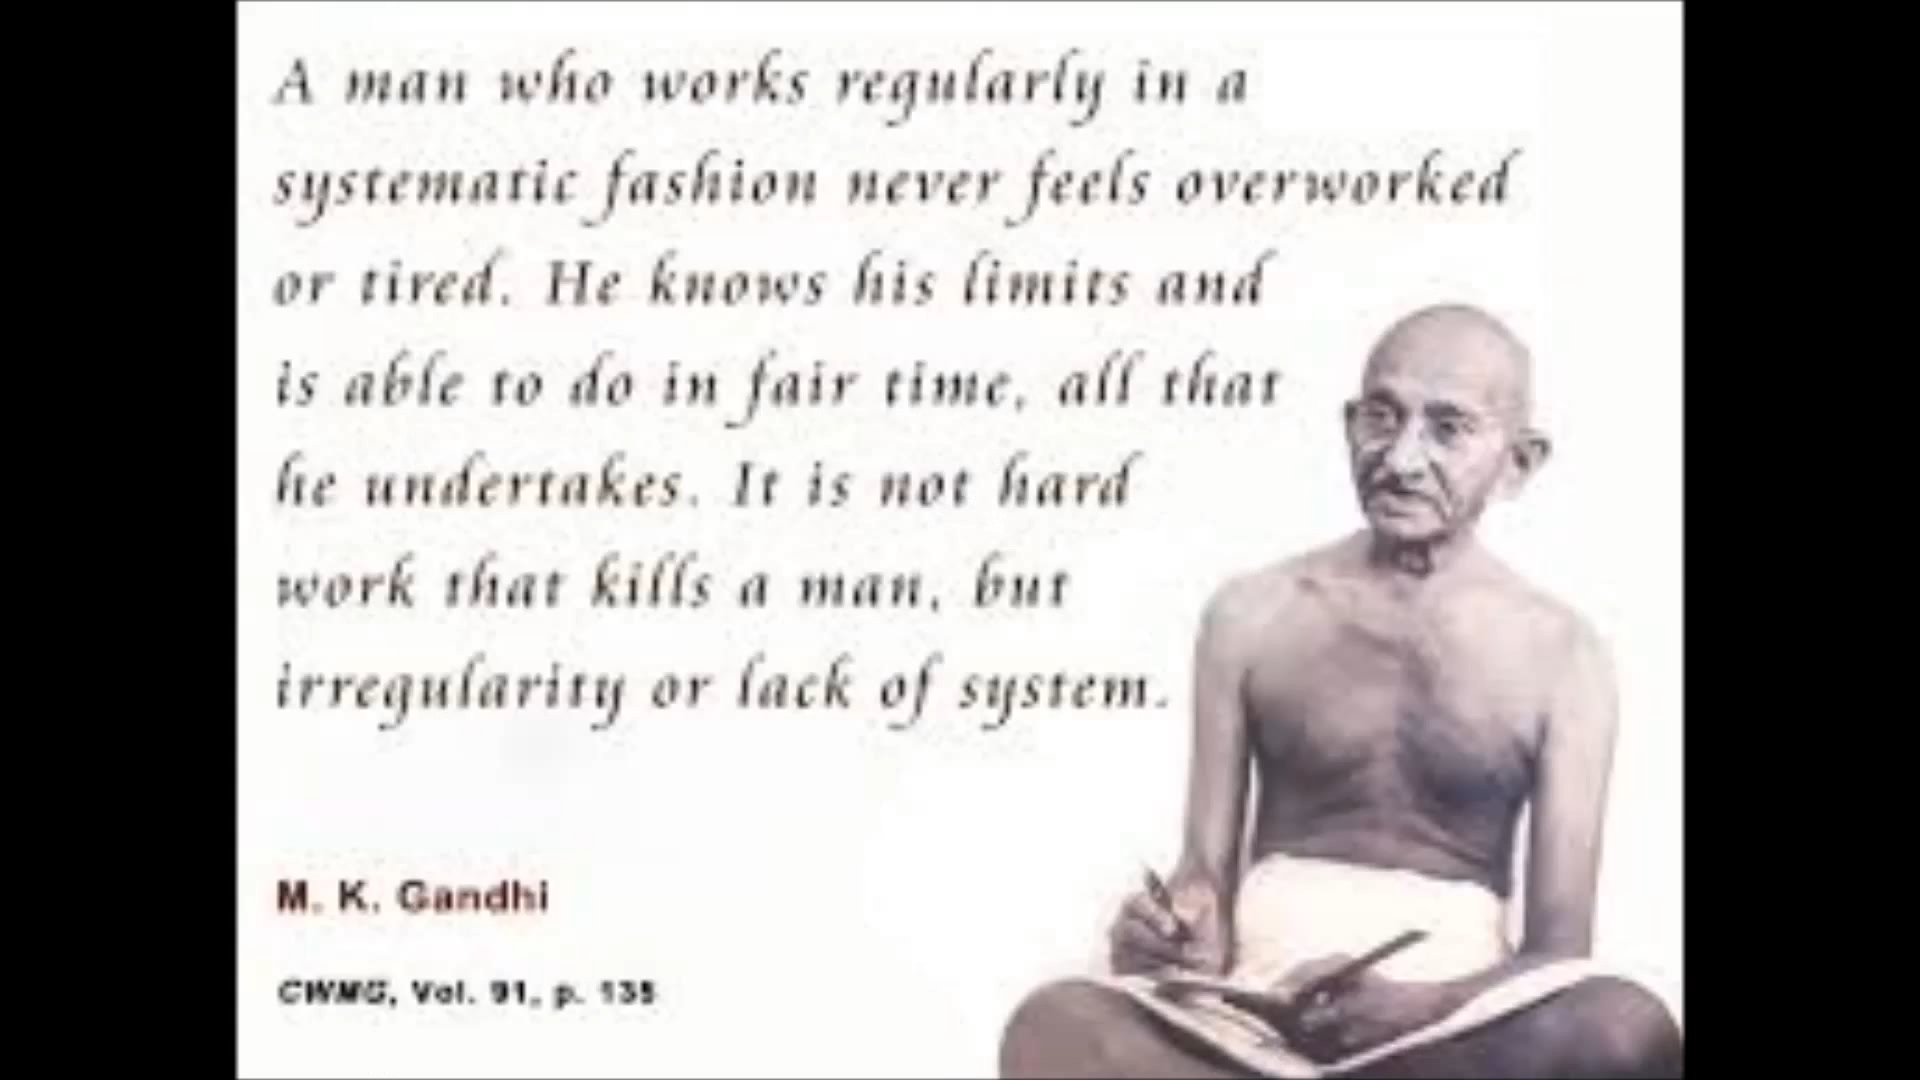 A man who works regularly in a
systematic fashion never feels overworked
or tired. He knows his limits and
is able to do in fair time, all that
he undertakes. It is not hard
work that kills a man, but
irregularity or lack of system.
M. K. Gandhi
CWMG, Vol. 91, p. 135